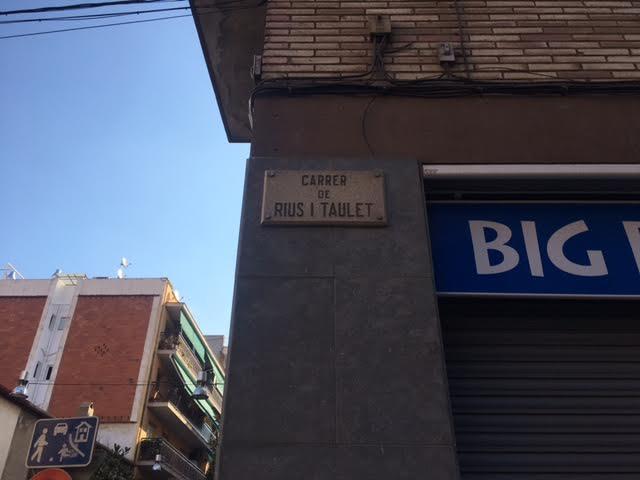 CARRER
DE
RIUS I TAULET
BIG